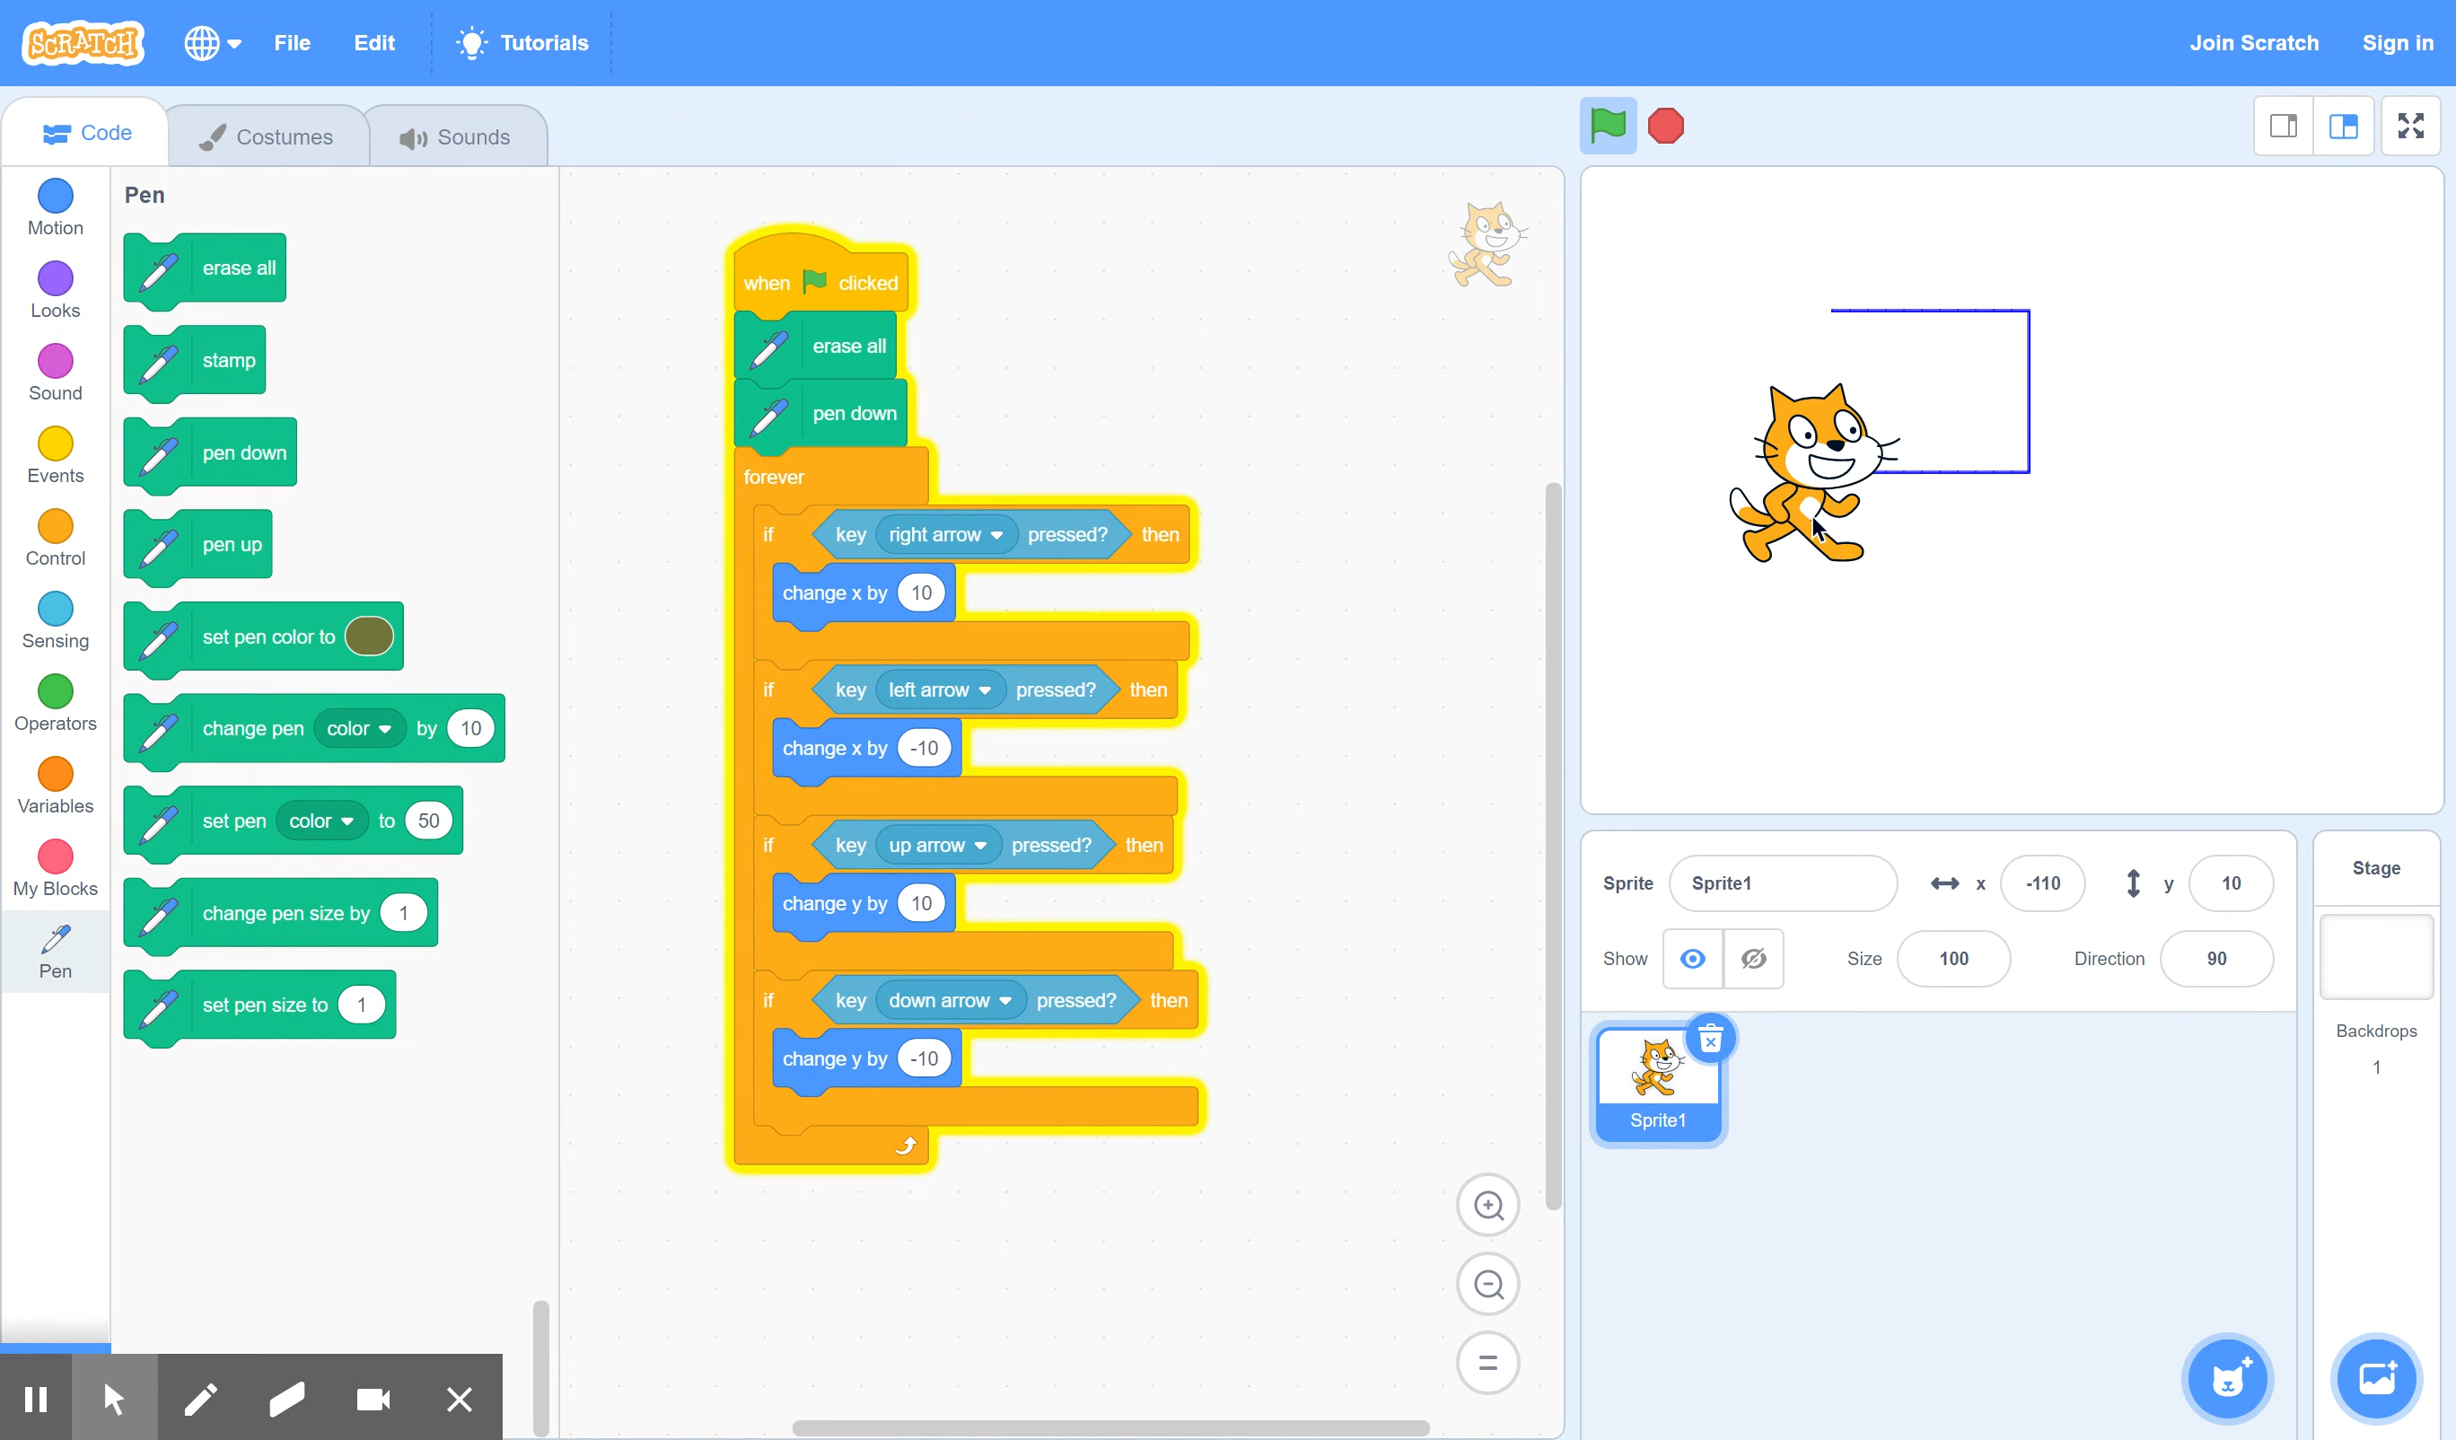 SCRATCH
File
Edit
Tutorials
Join Scratch
Sign in
Code
Costumes
Sounds
Motion
Looks
Sound
Events
Control
Sensing
Operators
Variables
My Blocks
Pen
Pen
erase all
stamp
pen down
pen up
set pen color to
change pen color by 10
set pen color to 50
change pen size by 1
set pen size to 1
when clicked
erase all
pen down
forever
if key right arrow pressed? then
change x by 10
if key left arrow pressed? then
change x by -10
if key up arrow pressed? then
change y by 10
if key down arrow pressed? then
change y by -10
Sprite Sprite1 x -110 y 10
Show Size 100 Direction 90
Sprite1
Stage
Backdrops
1